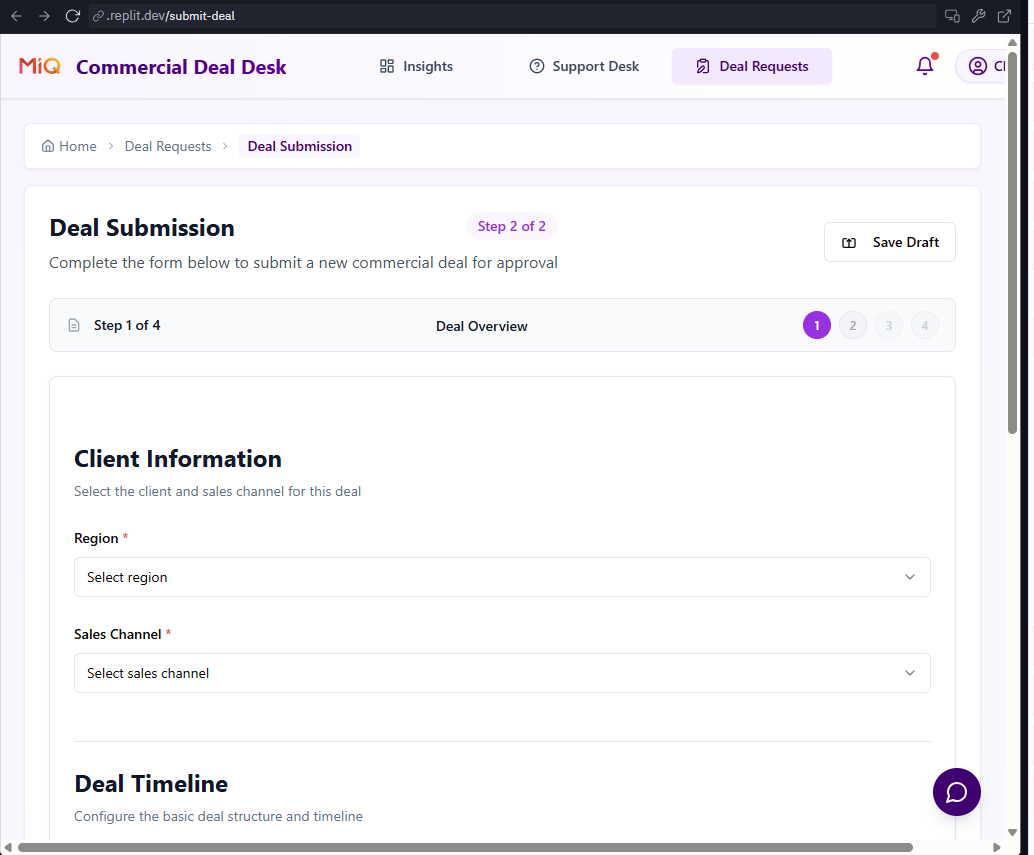 .replit.dev/submit-deal
MiQ Commercial Deal Desk Insights Support Desk Deal Requests
Home > Deal Requests > Deal Submission
Deal Submission
Step 2 of 2
Save Draft
Complete the form below to submit a new commercial deal for approval
Step 1 of 4
Deal Overview
1 2 3 4
Client Information
Select the client and sales channel for this deal
Region *
Select region
Sales Channel *
Select sales channel
Deal Timeline
Configure the basic deal structure and timeline